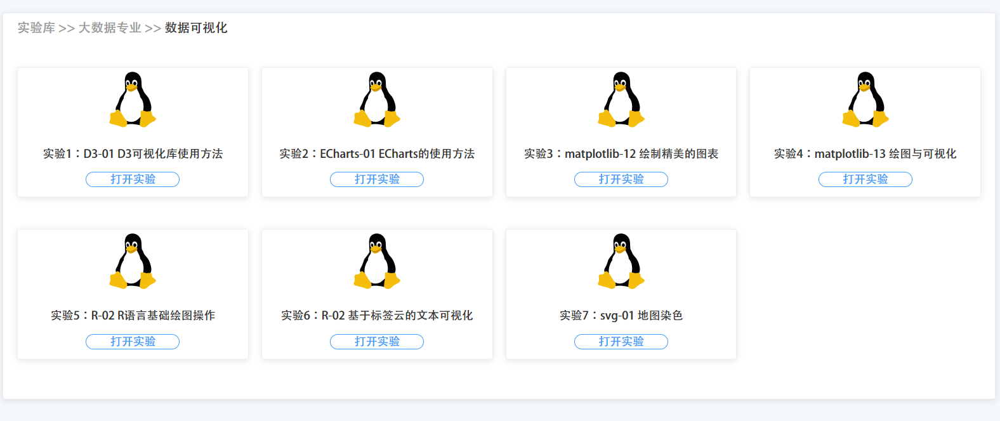 实验库 >> 大数据专业 >> 数据可视化
实验1：D3-01 D3可视化库使用方法
打开实验
实验2：ECharts-01 ECharts的使用方法
打开实验
实验3：matplotlib-12 绘制精美的图表
打开实验
实验4：matplotlib-13 绘图与可视化
打开实验
实验5：R-02 R语言基础绘图操作
打开实验
实验6：R-02 基于标签云的文本可视化
打开实验
实验7：svg-01 地图染色
打开实验